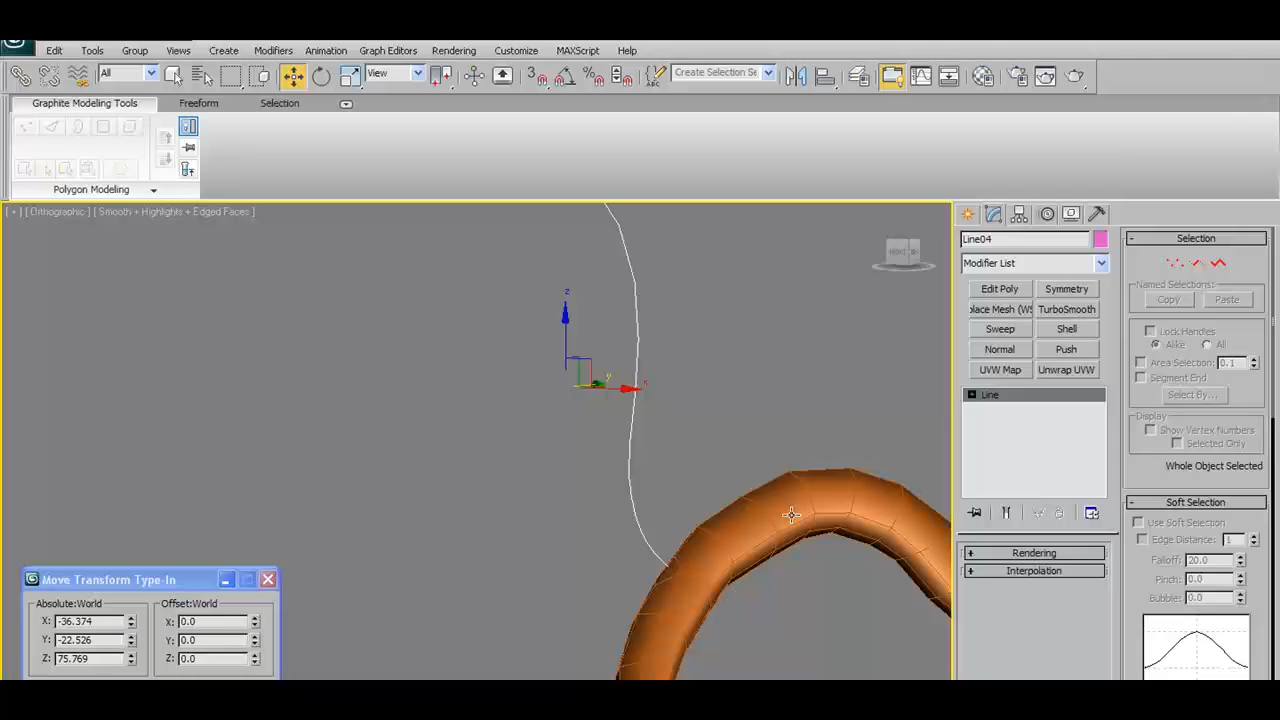 Edit Tools Group Views Create Modifiers Animation Graph Editors Rendering Customize MAXScript Help
All View 3 Create Selection Se
Graphite Modeling Tools Freeform Selection
Polygon Modeling
[ + ] [ Orthographic ] [ Smooth + Highlights + Edged Faces ]
z
y
x
Line04
Modifier List
Edit Poly Symmetry
place Mesh (WS TurboSmooth
Sweep Shell
Normal Push
UVW Map Unwrap UVW
Line
Rendering
Interpolation
Selection
Named Selections:
Copy Paste
Lock Handles
Alike All
Area Selection: 0.1
Segment End
Select By...
Display
Show Vertex Numbers
Selected Only
Whole Object Selected
Soft Selection
Use Soft Selection
Edge Distance: 1
Falloff: 20.0
Pinch: 0.0
Bubble: 0.0
Move Transform Type-In
Absolute:World Offset:World
X: -36.374 X: 0.0
Y: -22.526 Y: 0.0
Z: 75.769 Z: 0.0